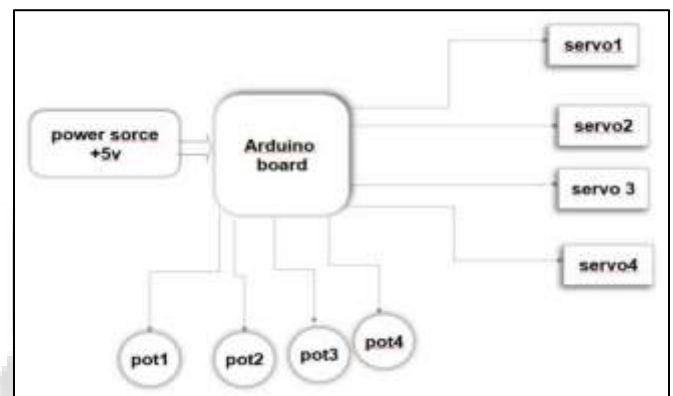 servo1
power sorce
+5v
Arduino
board
servo2
servo 3
servo4
pot1
pot2
pot3
pot4